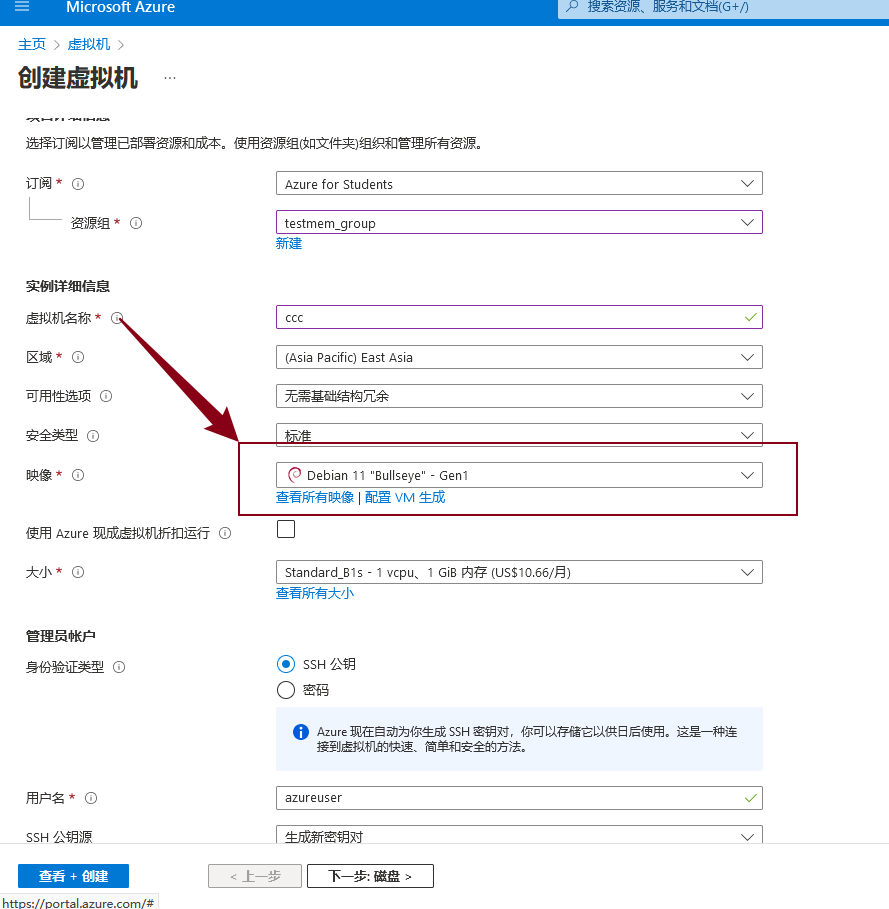 Microsoft Azure
搜索资源、服务和文档(G+/)
主页 > 虚拟机 >
创建虚拟机 ...
项目详细信息
选择订阅以管理已部署资源和成本。使用资源组(如文件夹)组织和管理所有资源。
订阅 *
Azure for Students
资源组 *
testmem_group
新建
实例详细信息
虚拟机名称 *
ccc
区域 *
(Asia Pacific) East Asia
可用性选项
无需基础结构冗余
安全类型
标准
映像 *
Debian 11 "Bullseye" - Gen1
查看所有映像 | 配置 VM 生成
使用 Azure 现成虚拟机折扣运行
大小 *
Standard_B1s - 1 vcpu、1 GiB 内存 (US$10.66/月)
查看所有大小
管理员帐户
身份验证类型
SSH 公钥
密码
Azure 现在自动为你生成 SSH 密钥对，你可以存储它以供日后使用。这是一种连
接到虚拟机的快速、简单和安全的方法。
用户名 *
azureuser
SSH 公钥源
生成新密钥对
查看 + 创建
< 上一步
下一步: 磁盘 >
https://portal.azure.com/#